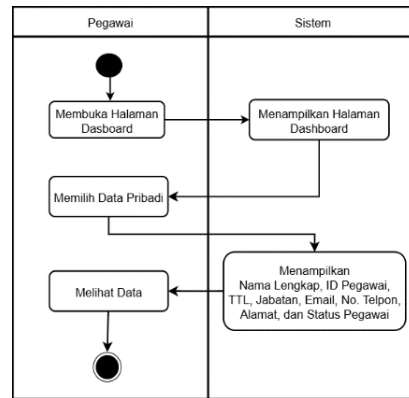 Pegawai
Sistem
Membuka Halaman
Dasboard
Menampilkan Halaman
Dashboard
Memilih Data Pribadi
Menampilkan
Nama Lengkap, ID Pegawai,
TTL, Jabatan, Email, No. Telpon,
Alamat, dan Status Pegawai
Melihat Data